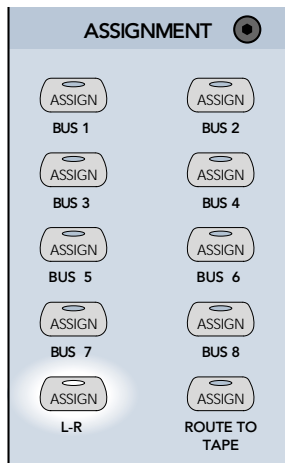 ASSIGNMENT
ASSIGN ASSIGN
BUS 1 BUS 2
ASSIGN ASSIGN
BUS 3 BUS 4
ASSIGN ASSIGN
BUS 5 BUS 6
ASSIGN ASSIGN
BUS 7 BUS 8
ASSIGN ASSIGN
L-R ROUTE TO
TAPE